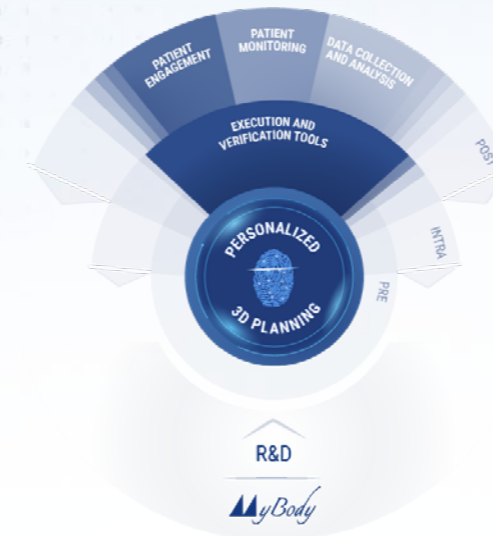 PATIENT
ENGAGEMENT
PATIENT
MONITORING
DATA COLLECTION
AND ANALYSIS
EXECUTION AND
VERIFICATION TOOLS
POST
INTRA
PRE
PERSONALIZED
3D PLANNING
R&D
MyBody